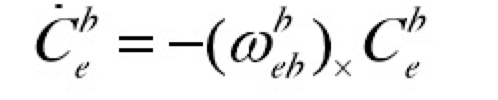 Ċ_e^b = −(ω_eb^b)_× C_e^b